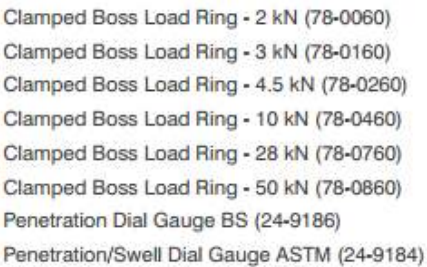 Clamped Boss Load Ring - 2 kN (78-0060)
Clamped Boss Load Ring - 3 kN (78-0160)
Clamped Boss Load Ring - 4.5 kN (78-0260)
Clamped Boss Load Ring - 10 kN (78-0460)
Clamped Boss Load Ring - 28 kN (78-0760)
Clamped Boss Load Ring - 50 kN (78-0860)
Penetration Dial Gauge BS (24-9186)
Penetration/Swell Dial Gauge ASTM (24-9184)